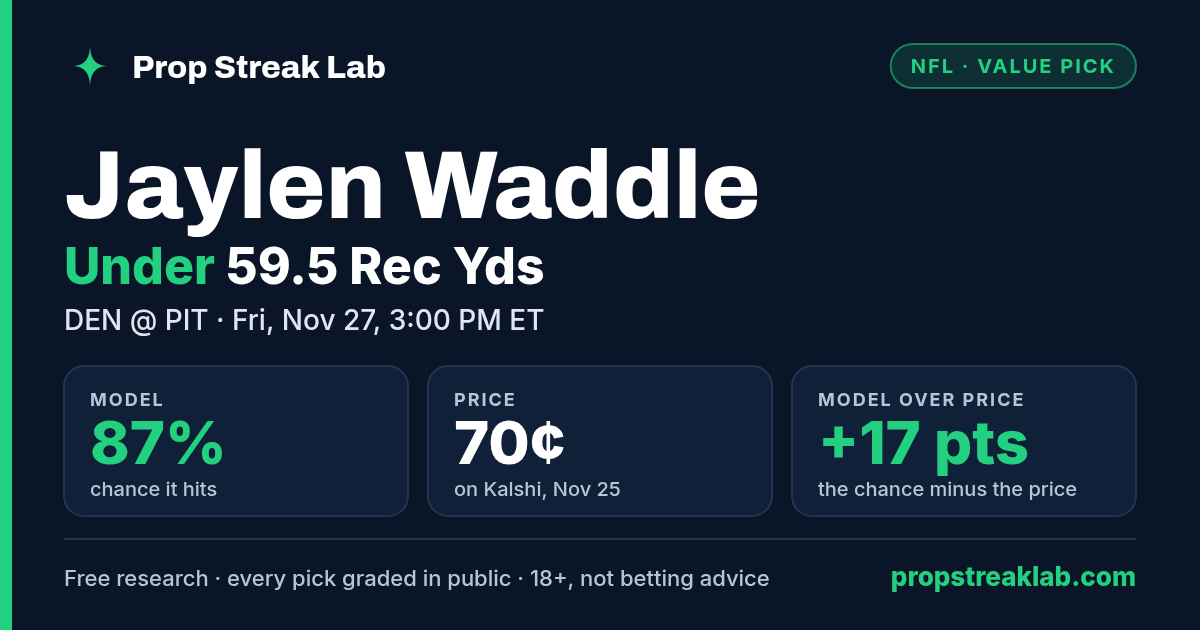 Prop Streak Lab
NFL · VALUE PICK
Jaylen Waddle
Under 59.5 Rec Yds
DEN @ PIT · Fri, Nov 27, 3:00 PM ET
MODEL
87%
chance it hits
PRICE
70¢
on Kalshi, Nov 25
MODEL OVER PRICE
+17 pts
the chance minus the price
Free research · every pick graded in public · 18+, not betting advice
propstreaklab.com